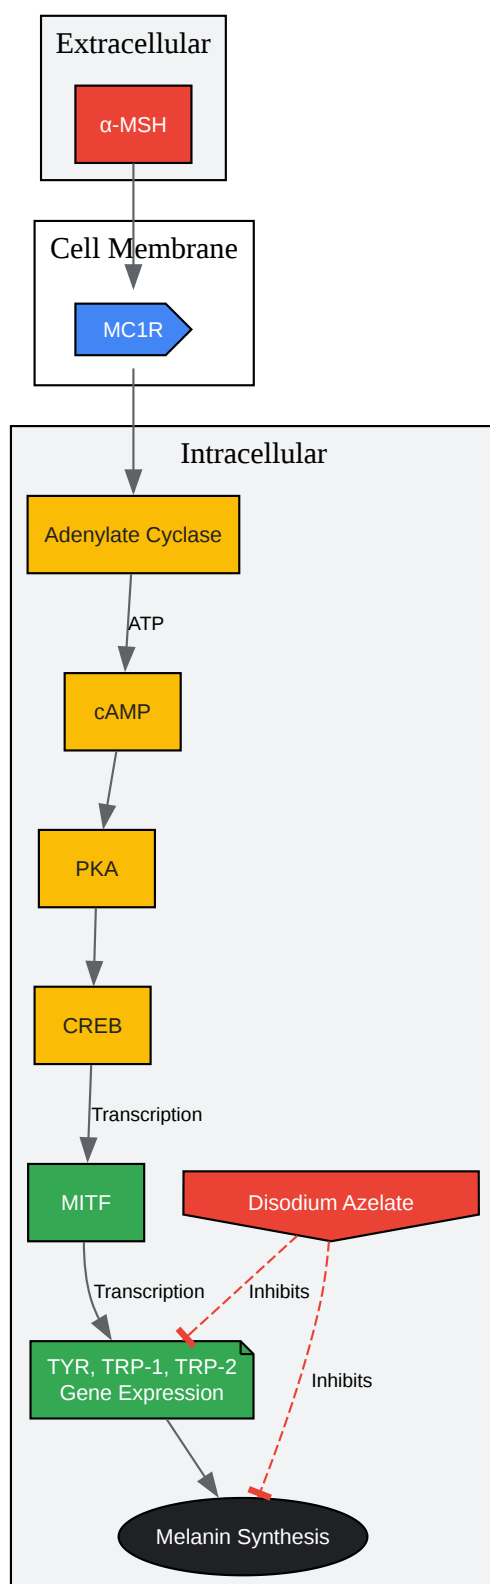 Extracellular
α-MSH
Cell Membrane
MC1R
Intracellular
Adenylate Cyclase
ATP
cAMP
PKA
CREB
Transcription
MITF
Disodium Azelate
Transcription
Inhibits
TYR, TRP-1, TRP-2
Gene Expression
Inhibits
Melanin Synthesis